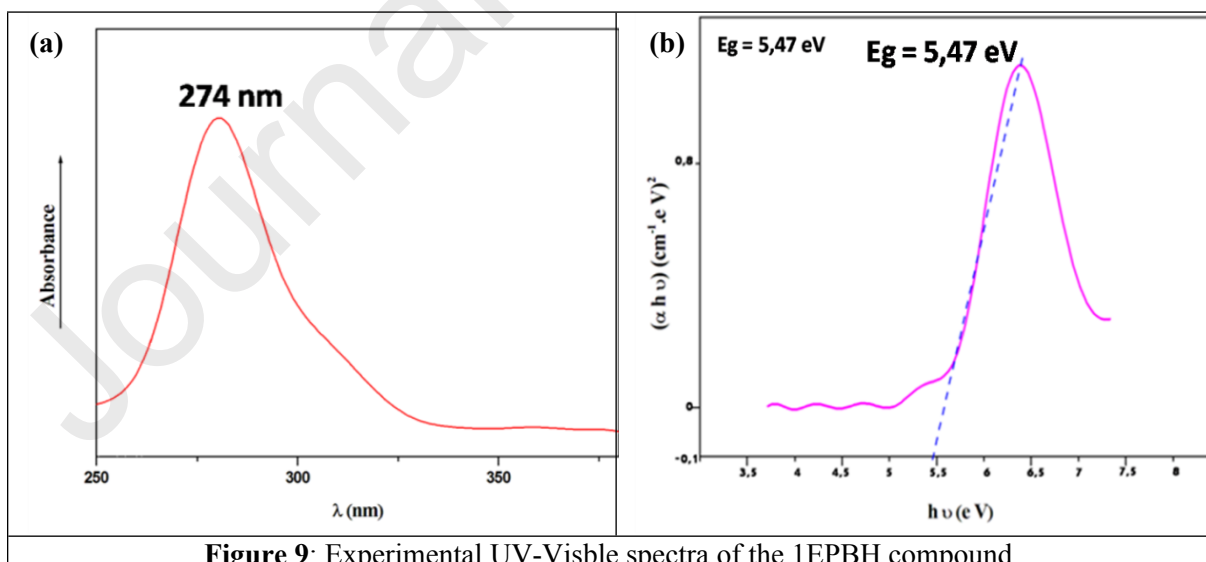 (a)
274 nm
Absorbance
250
300
350
λ (nm)
(b)
Eg = 5,47 eV
Eg = 5,47 eV
(α h υ) (cm⁻¹.e V)²
0,8
0
-0,1
3,5 4 4,5 5 5,5 6 6,5 7 7,5 8
h υ (e V)
Journal
Figure 9: Experimental UV-Visble spectra of the 1EPBH compound